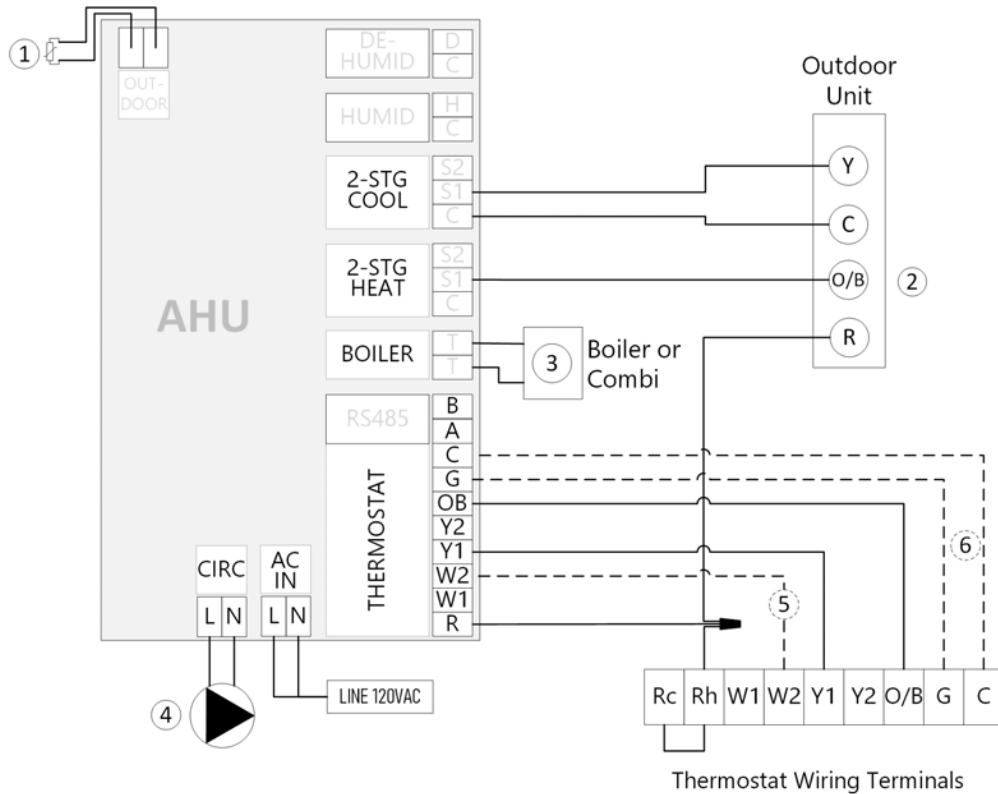 1
OUT-
DOOR
DE-
HUMID
D
C
HUMID
H
C
2-STG
COOL
S2
S1
C
2-STG
HEAT
S2
S1
C
AHU
BOILER
T
T
3
Boiler or
Combi
Outdoor
Unit
Y
C
O/B
R
2
RS485
THERMOSTAT
B
A
C
G
OB
Y2
Y1
W2
W1
R
CIRC
L N
AC
IN
L N
4
LINE 120VAC
5
6
Rc Rh W1 W2 Y1 Y2 O/B G C
Thermostat Wiring Terminals